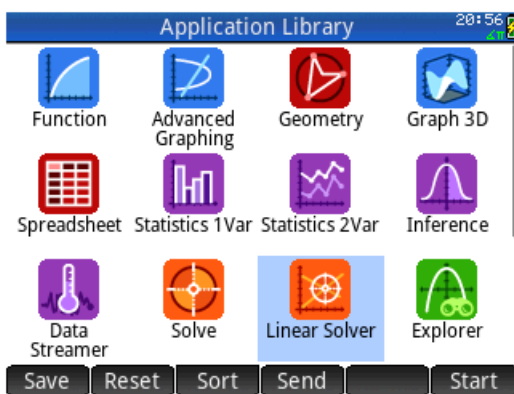 Application Library
20:56
∡π
Function
Advanced Graphing
Geometry
Graph 3D
Spreadsheet
Statistics 1Var
Statistics 2Var
Inference
Data Streamer
Solve
Linear Solver
Explorer
Save
Reset
Sort
Send
Start